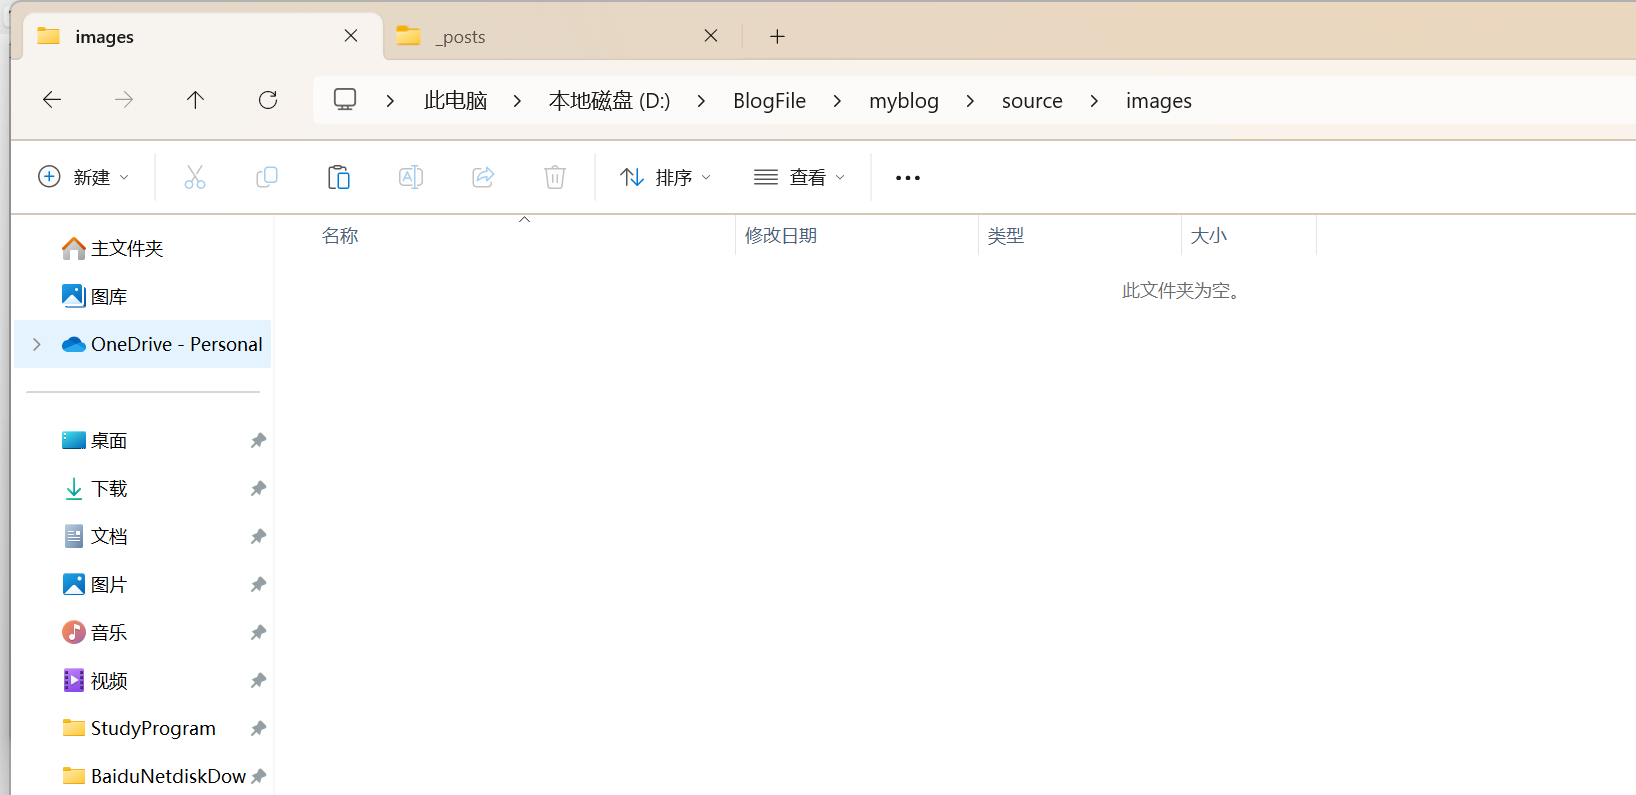 images
_posts
此电脑 本地磁盘 (D:) BlogFile myblog source images
新建 排序 查看
名称 修改日期 类型 大小
此文件夹为空。
主文件夹
图库
OneDrive - Personal
桌面
下载
文档
图片
音乐
视频
StudyProgram
BaiduNetdiskDow